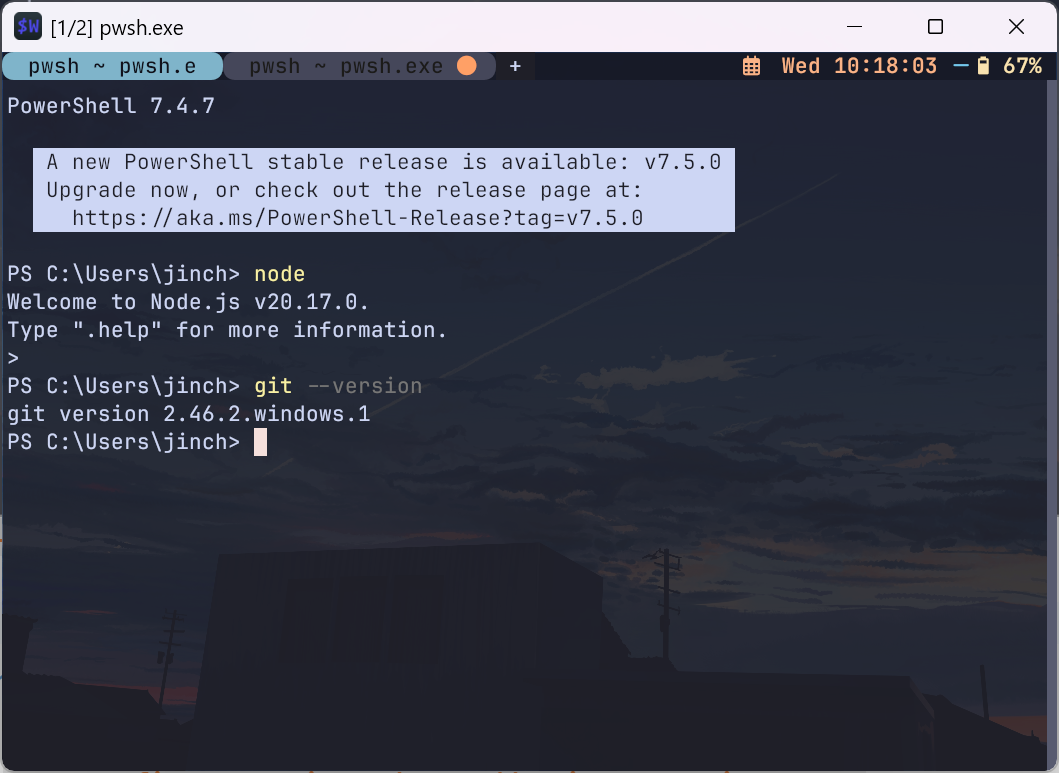 $W [1/2] pwsh.exe
pwsh ~ pwsh.e pwsh ~ pwsh.exe + Wed 10:18:03 67%
PowerShell 7.4.7
A new PowerShell stable release is available: v7.5.0
Upgrade now, or check out the release page at:
https://aka.ms/PowerShell-Release?tag=v7.5.0
PS C:\Users\jinch> node
Welcome to Node.js v20.17.0.
Type ".help" for more information.
>
PS C:\Users\jinch> git --version
git version 2.46.2.windows.1
PS C:\Users\jinch>